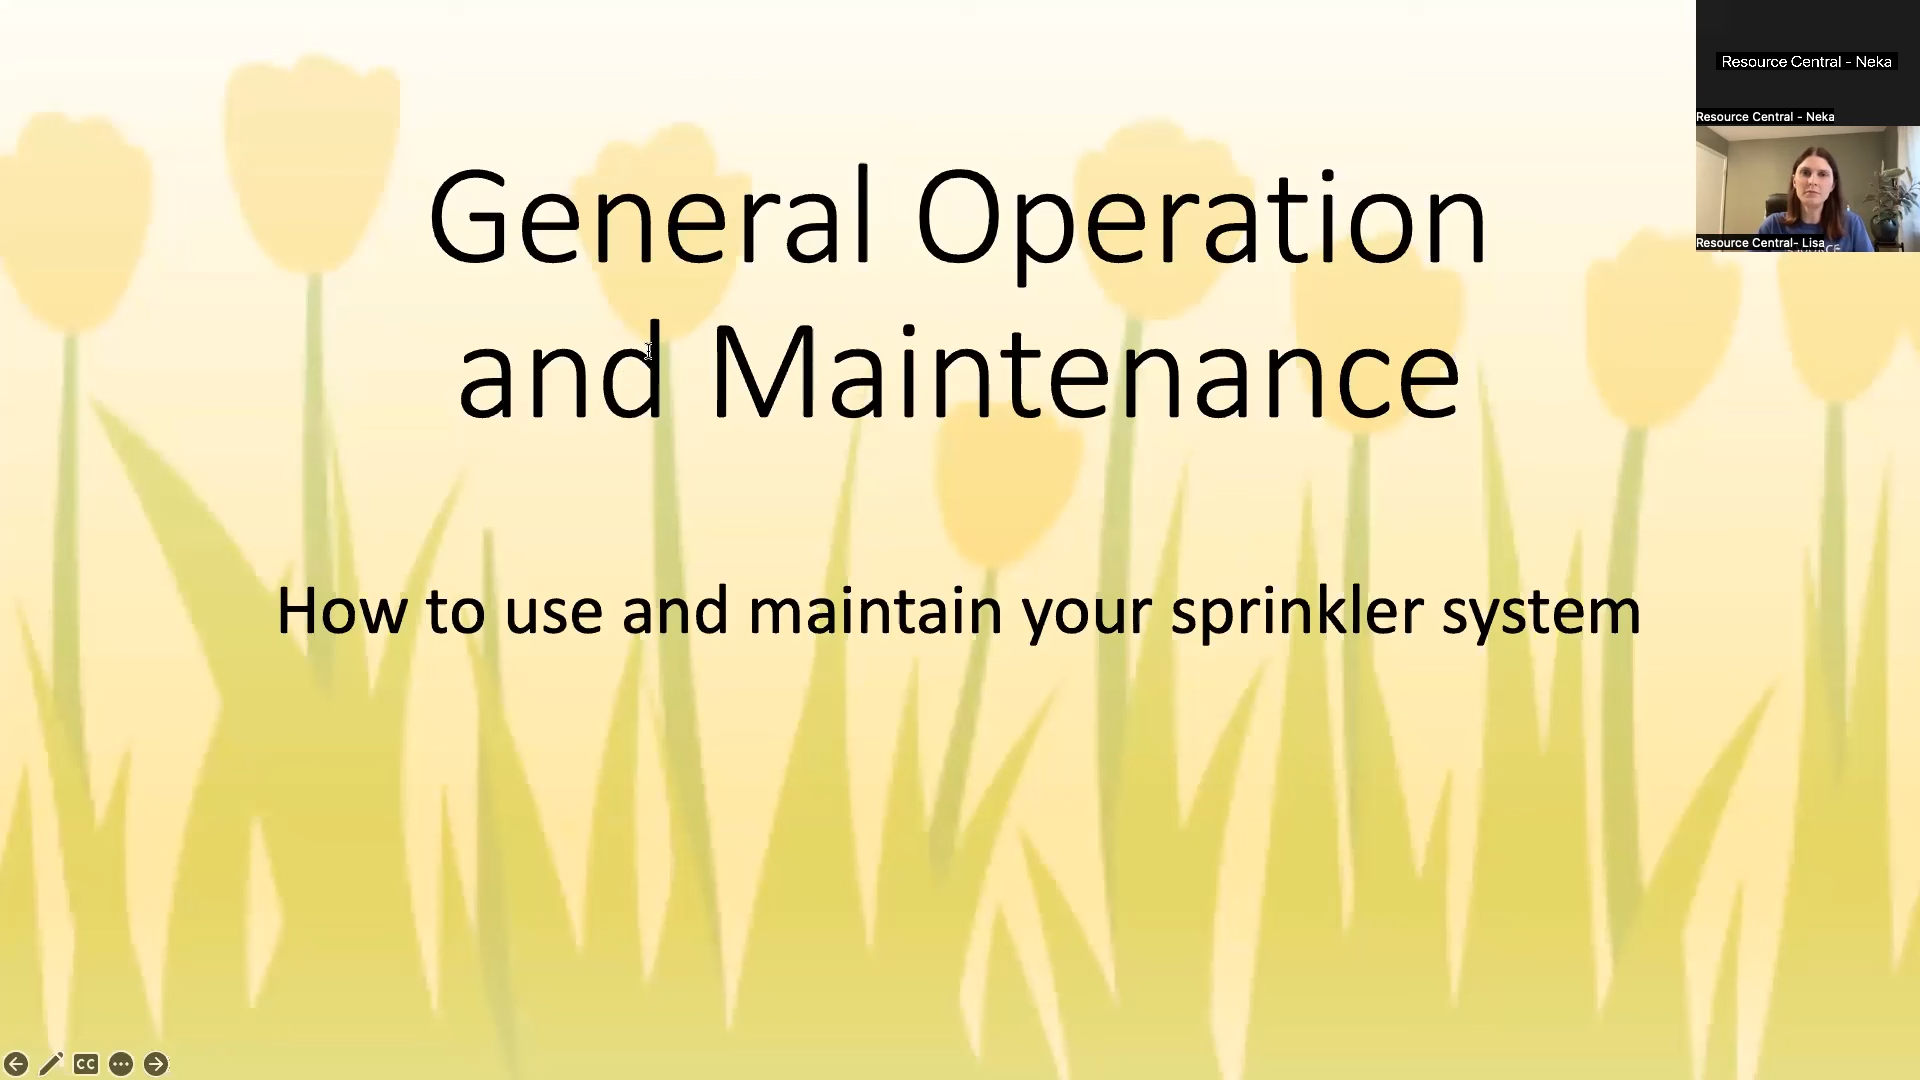 General Operation
and Maintenance
How to use and maintain your sprinkler system
Resource Central - Neka
Resource Central - Neka
Resource Central- Lisa
CC